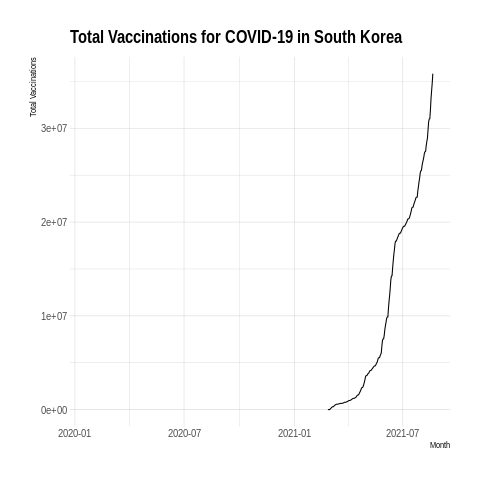 Total Vaccinations for COVID-19 in South Korea
Total Vaccinations
3e+07
2e+07
1e+07
0e+00
2020-01 2020-07 2021-01 2021-07
Month